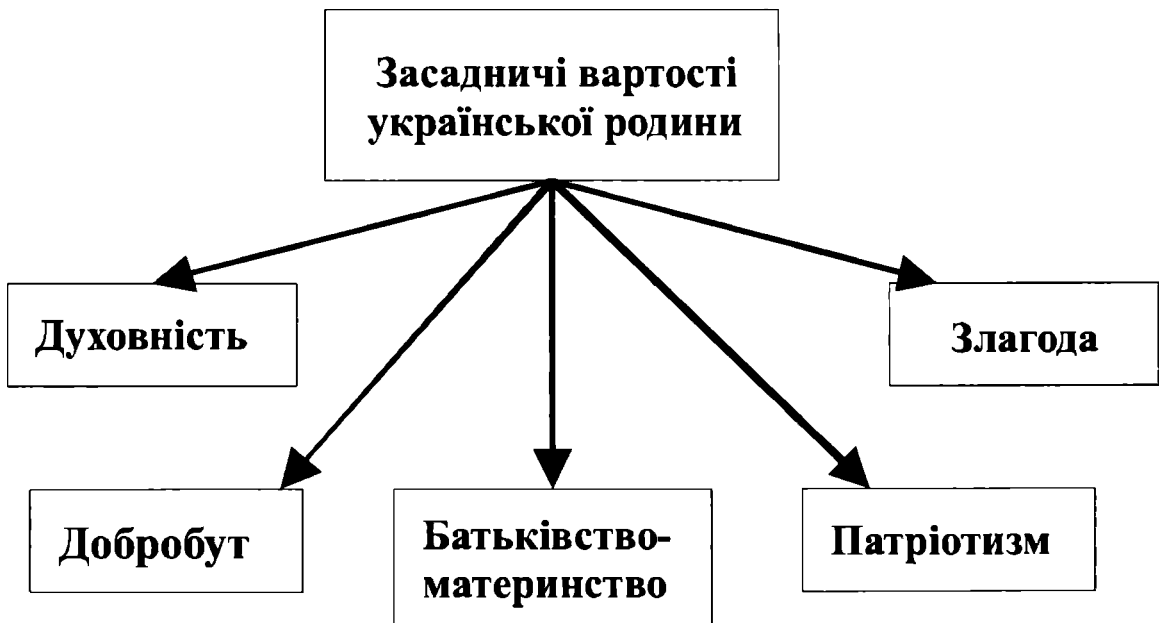 Засадничі вартості
української родини
Духовність
Злагода
Добробут
Батьківство-
материнство
Патріотизм